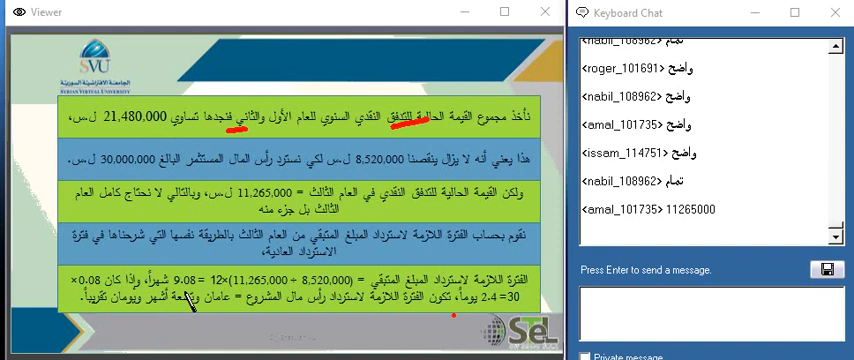 Viewer
SVU
الجامعة الافتراضية السورية
SYRIAN VIRTUAL UNIVERSITY
نأخذ مجموع القيمة الحالية للتدفق النقدي السنوي للعام الأول والثاني فنجدها تساوي 21,480,000 ل.س،
هذا يعني أنه لا يزال ينقصنا 8,520,000 ل.س لكي نسترد رأس المال المستثمر البالغ 30,000,000 ل.س.
ولكن القيمة الحالية للتدفق النقدي في العام الثالث = 11,265,000 ل.س، وبالتالي لا نحتاج كامل العام
الثالث بل جزء منه
نقوم بحساب الفترة اللازمة لاسترداد المبلغ المتبقي من العام الثالث بالطريقة نفسها التي شرحناها في فترة
الاسترداد العادية،
الفترة اللازمة لاسترداد المبلغ المتبقي = (8,520,000 ÷ 11,265,000)×12 = 9.08 شهراً، وإذا كان 0.08×
30= 2.4 يوماً، تكون الفترة اللازمة لاسترداد رأس مال المشروع = عامان وتسعة أشهر ويومان تقريباً.
SeL
Keyboard Chat
<nabil_108962> تمام
<roger_101691> واضح
<nabil_108962> واضح
<amal_101735> واضح
<issam_114751> واضح
<nabil_108962> تمام
<amal_101735> 11265000
Press Enter to send a message.
Private message